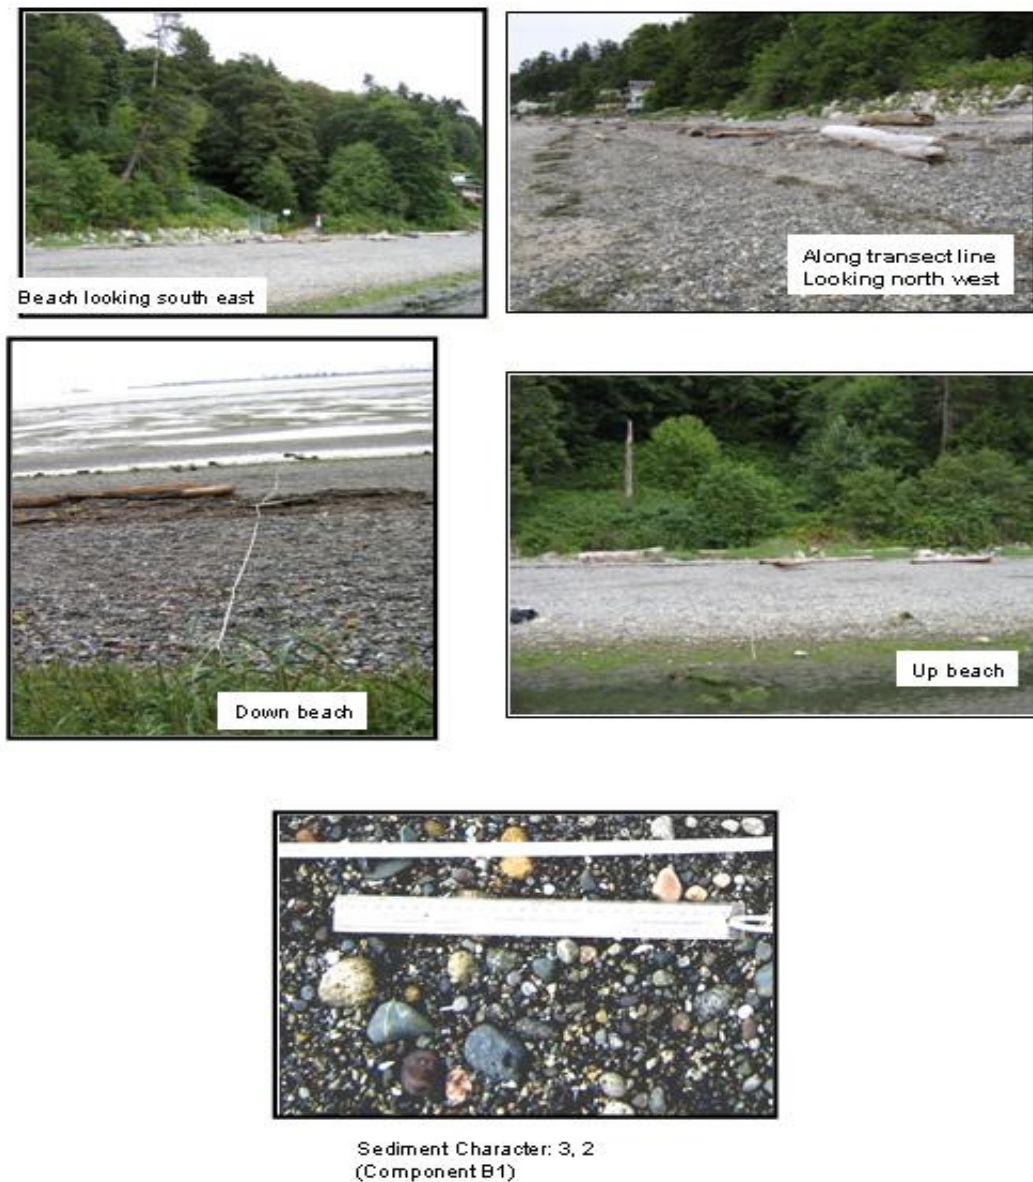 Beach looking south east
Along transect line
Looking north west
Down beach
Up beach
Sediment Character: 3, 2
(Component B1)